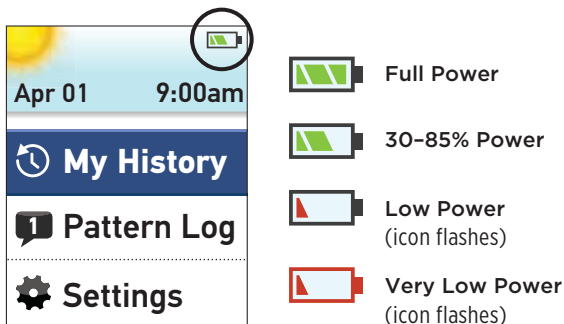 Apr 01 9:00am
My History
1 Pattern Log
Settings
Full Power
30–85% Power
Low Power
(icon flashes)
Very Low Power
(icon flashes)